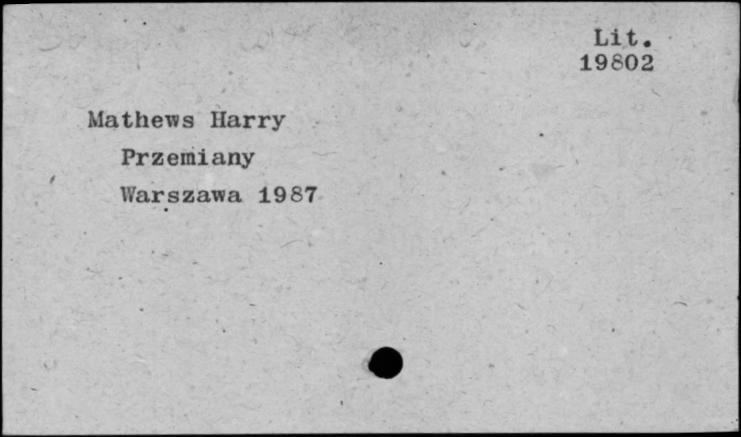 Lit.
19802
Mathews Harry
Przemiany
Warszawa 1987